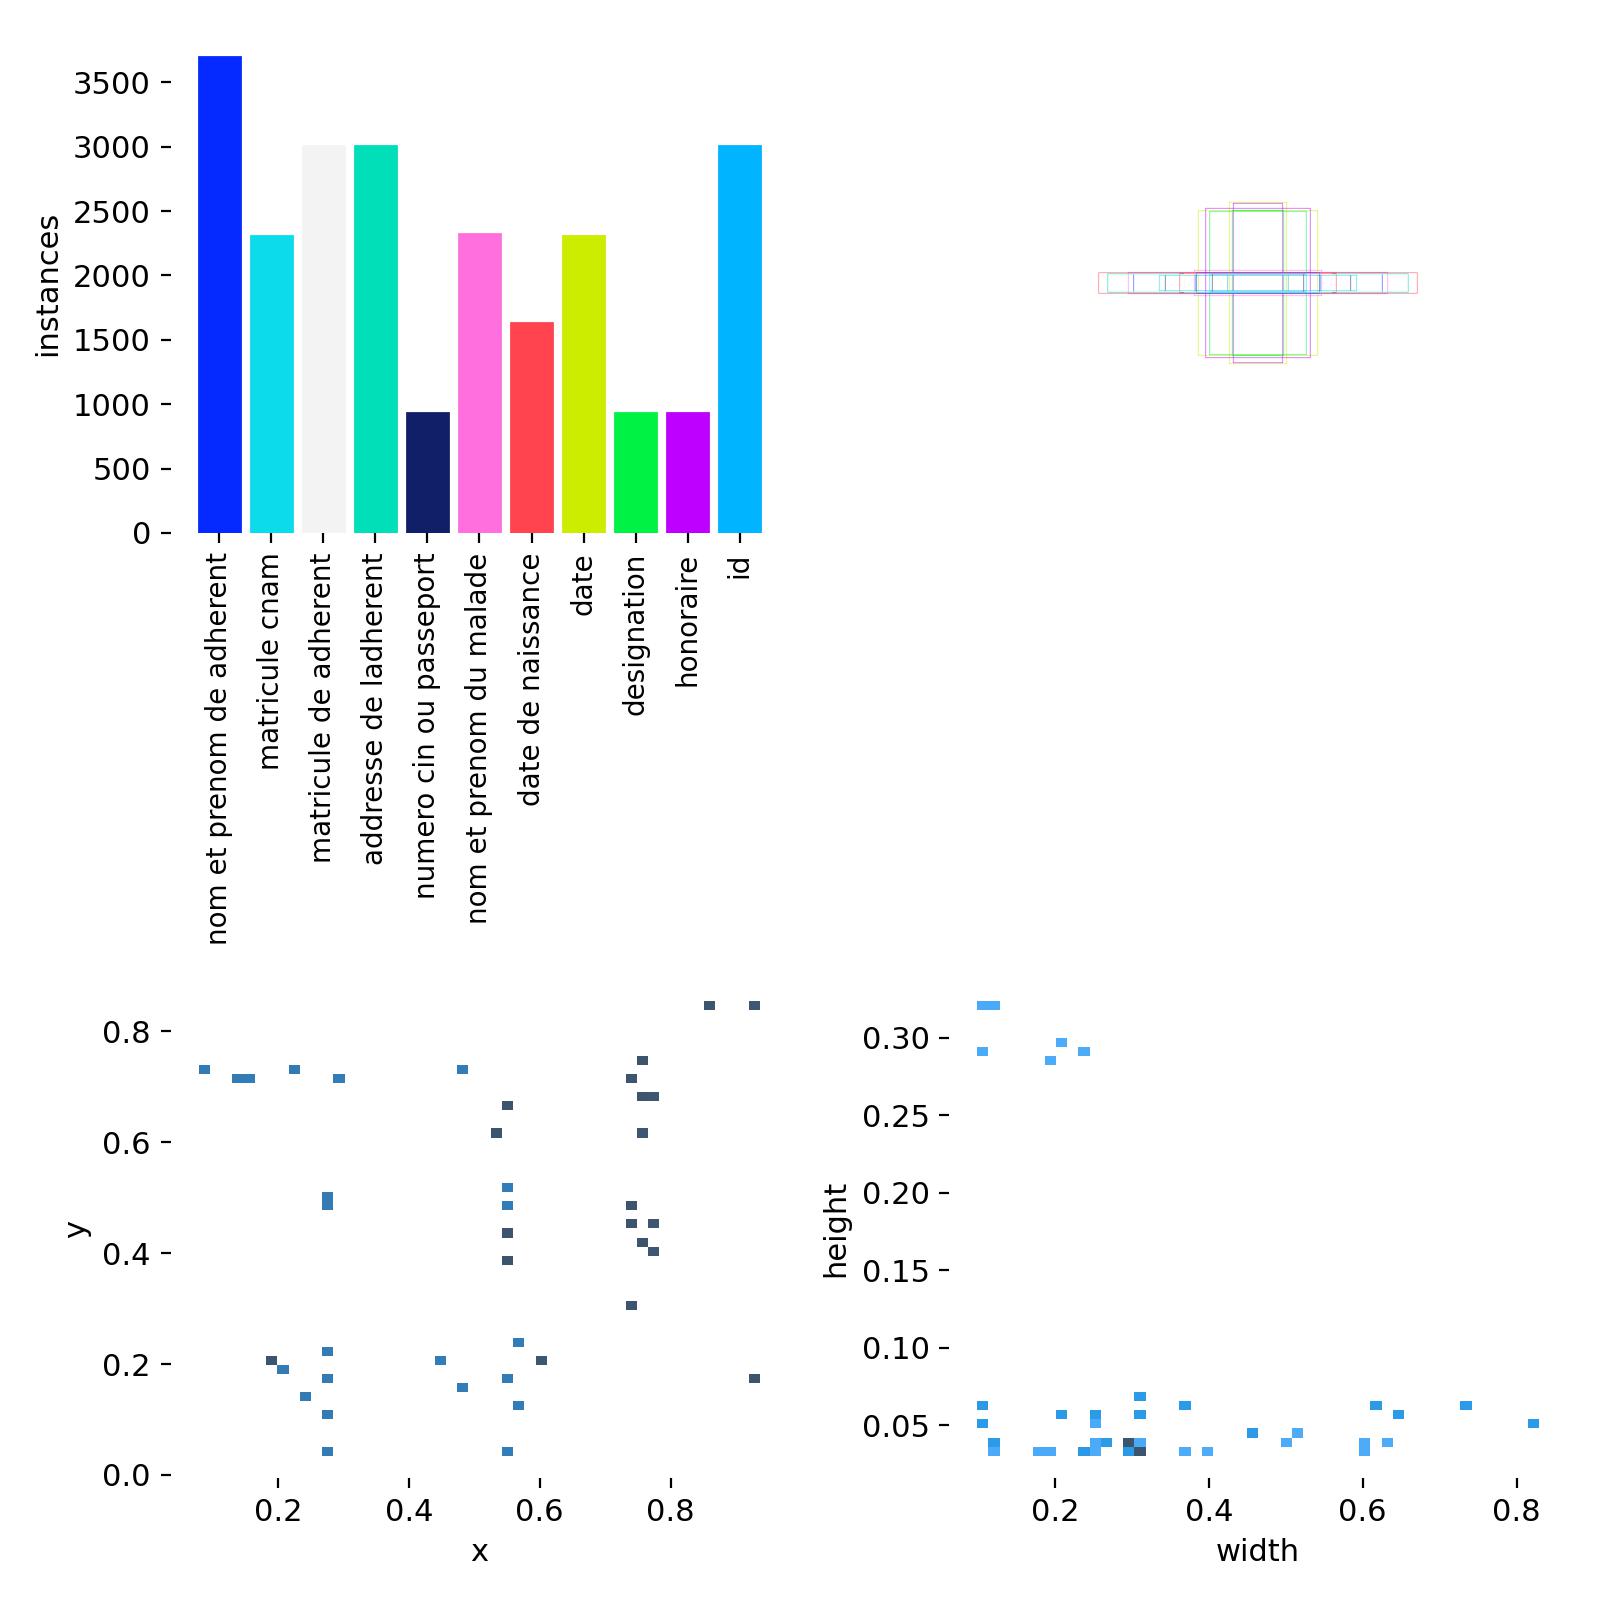 instances
3500
3000
2500
2000
1500
1000
500
0
nom et prenom de adherent
matricule cnam
matricule de adherent
addresse de ladherent
numero cin ou passeport
nom et prenom du malade
date de naissance
date
designation
honoraire
id
y
0.8
0.6
0.4
0.2
0.0
0.2 0.4 0.6 0.8
x
height
0.30
0.25
0.20
0.15
0.10
0.05
0.2 0.4 0.6 0.8
width